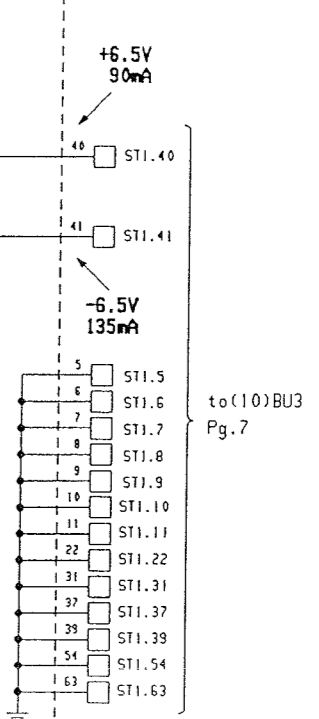 +6.5V
90mA
40 ST1.40
41 ST1.41
-6.5V
135mA
5 ST1.5
6 ST1.6
7 ST1.7
8 ST1.8
9 ST1.9
10 ST1.10
11 ST1.11
22 ST1.22
31 ST1.31
37 ST1.37
39 ST1.39
54 ST1.54
63 ST1.63
to(10)BU3
Pg.7